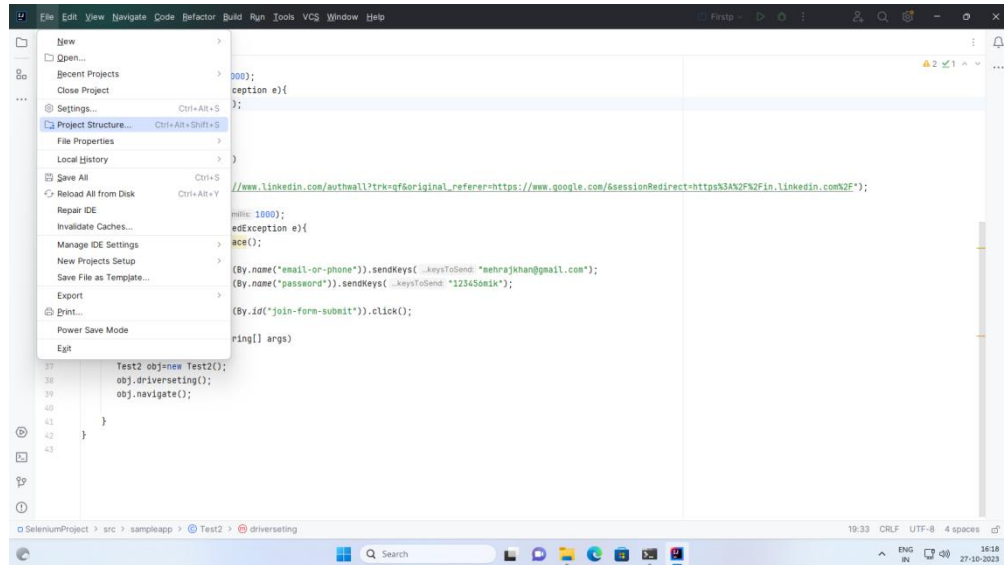 File Edit View Navigate Code Refactor Build Run Tools VCS Window Help Firstp
New
Open...
Recent Projects
Close Project
Settings... Ctrl+Alt+S
Project Structure... Ctrl+Alt+Shift+S
File Properties
Local History
Save All Ctrl+S
Reload All from Disk Ctrl+Alt+Y
Repair IDE
Invalidate Caches...
Manage IDE Settings
New Projects Setup
Save File as Template...
Export
Print...
Power Save Mode
Exit
2 1
000);
ception e){
);
)
//www.linkedin.com/authwall?trk=qf&original_referer=https://www.google.com/&sessionRedirect=https%3A%2F%2Fin.linkedin.com%2F");
millis: 1000);
edException e){
ace();
(By.name("email-or-phone")).sendKeys( ...keysToSend: "mehrajkhan@gmail.com");
(By.name("password")).sendKeys( ...keysToSend: "123456mik");
(By.id("join-form-submit")).click();
ring[] args)
37 Test2 obj=new Test2();
38 obj.driverseting();
39 obj.navigate();
40
41 }
42 }
43
SeleniumProject > src > sampleapp > Test2 > driverseting 19:33 CRLF UTF-8 4 spaces
Search
ENG
IN
16:18
27-10-2023